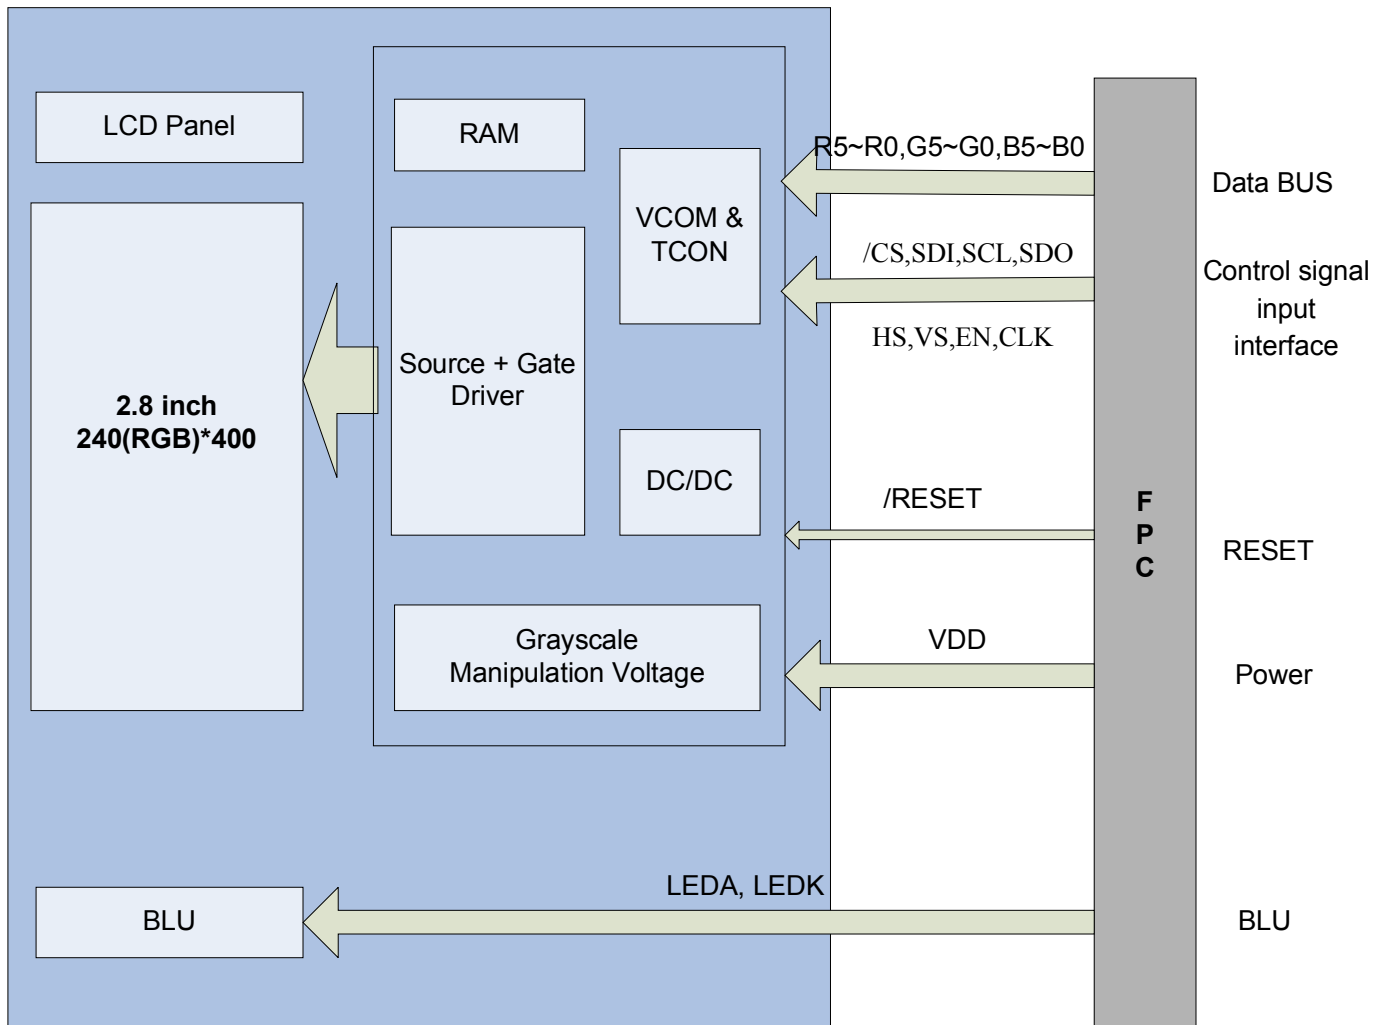 LCD Panel
RAM
R5~R0,G5~G0,B5~B0
Data BUS
VCOM &
TCON
/CS,SDI,SCL,SDO
HS,VS,EN,CLK
Control signal
input
interface
2.8 inch
240(RGB)*400
Source + Gate
Driver
DC/DC
/RESET
RESET
F
P
C
Grayscale
Manipulation Voltage
VDD
Power
BLU
LEDA, LEDK
BLU